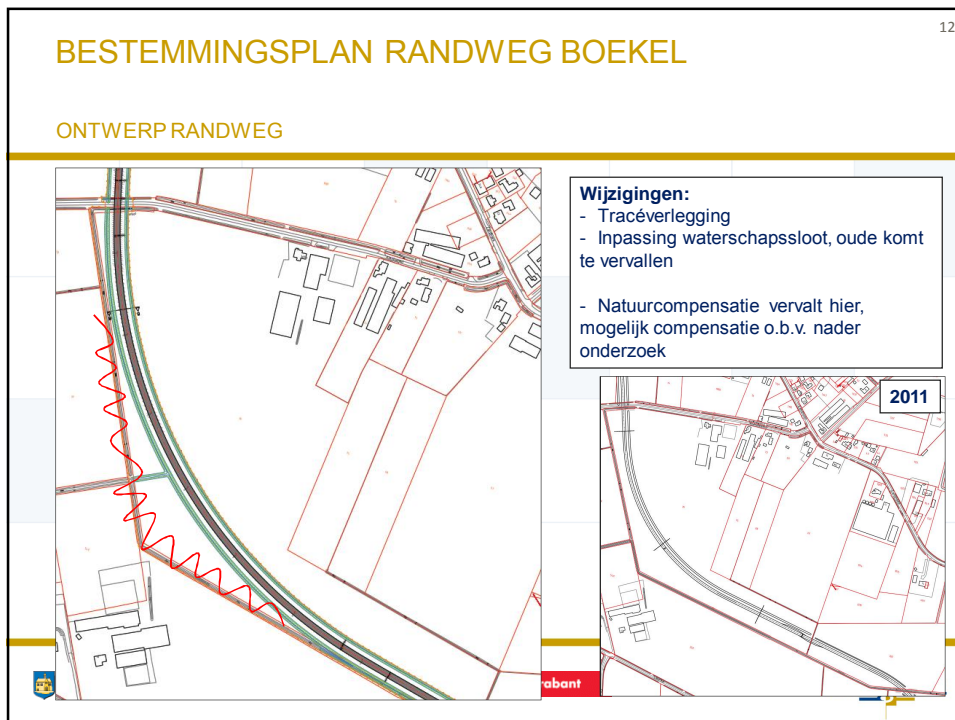 12
BESTEMMINGSPLAN RANDWEG BOEKEL
ONTWERP RANDWEG
Wijzigingen:
- Tracéverlegging
- Inpassing waterschapssloot, oude komt
te vervallen
- Natuurcompensatie vervalt hier,
mogelijk compensatie o.b.v. nader
onderzoek
2011
abant